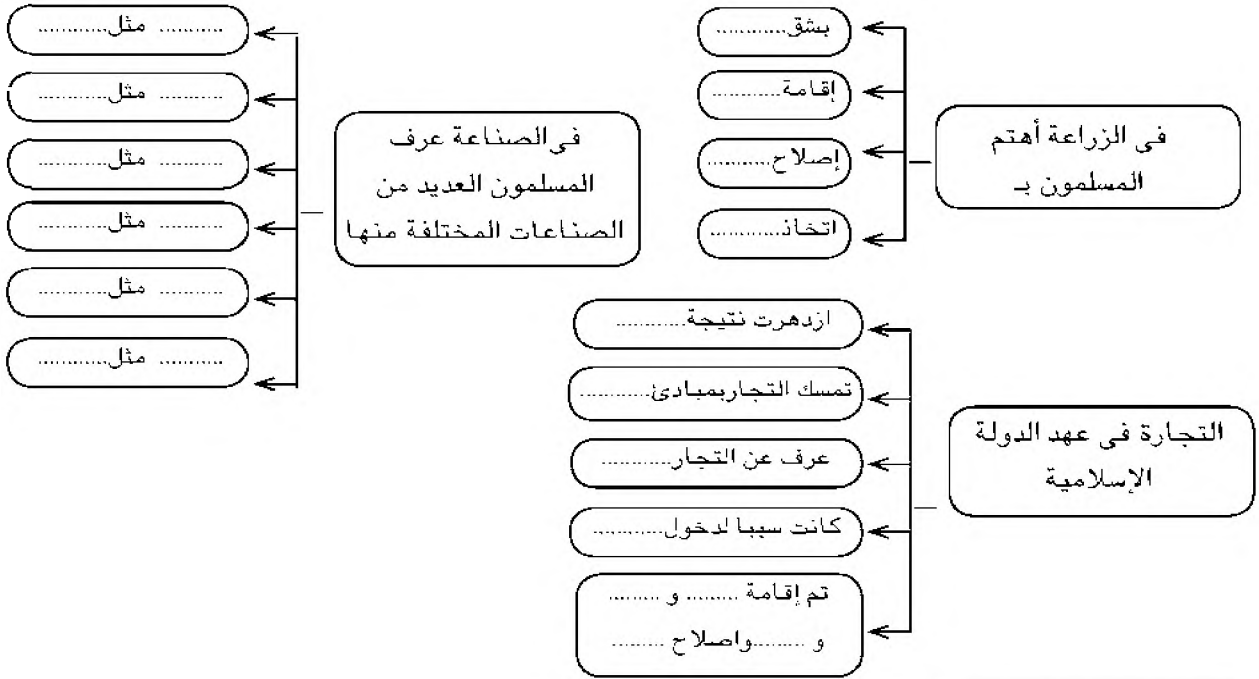 في الزراعة أهتم
المسلمون بـ
بشق............
إقامة............
إصلاح............
اتخاذ............
في الصناعة عرف
المسلمون العديد من
الصناعات المختلفة منها
........... مثل............
........... مثل............
........... مثل............
........... مثل............
........... مثل............
........... مثل............
التجارة في عهد الدولة
الإسلامية
ازدهرت نتيجة............
تمسك التجاربمبادئ............
عرف عن التجار............
كانت سببا لدخول............
تم إقامة ......... و .........
و .........واصلاح .........